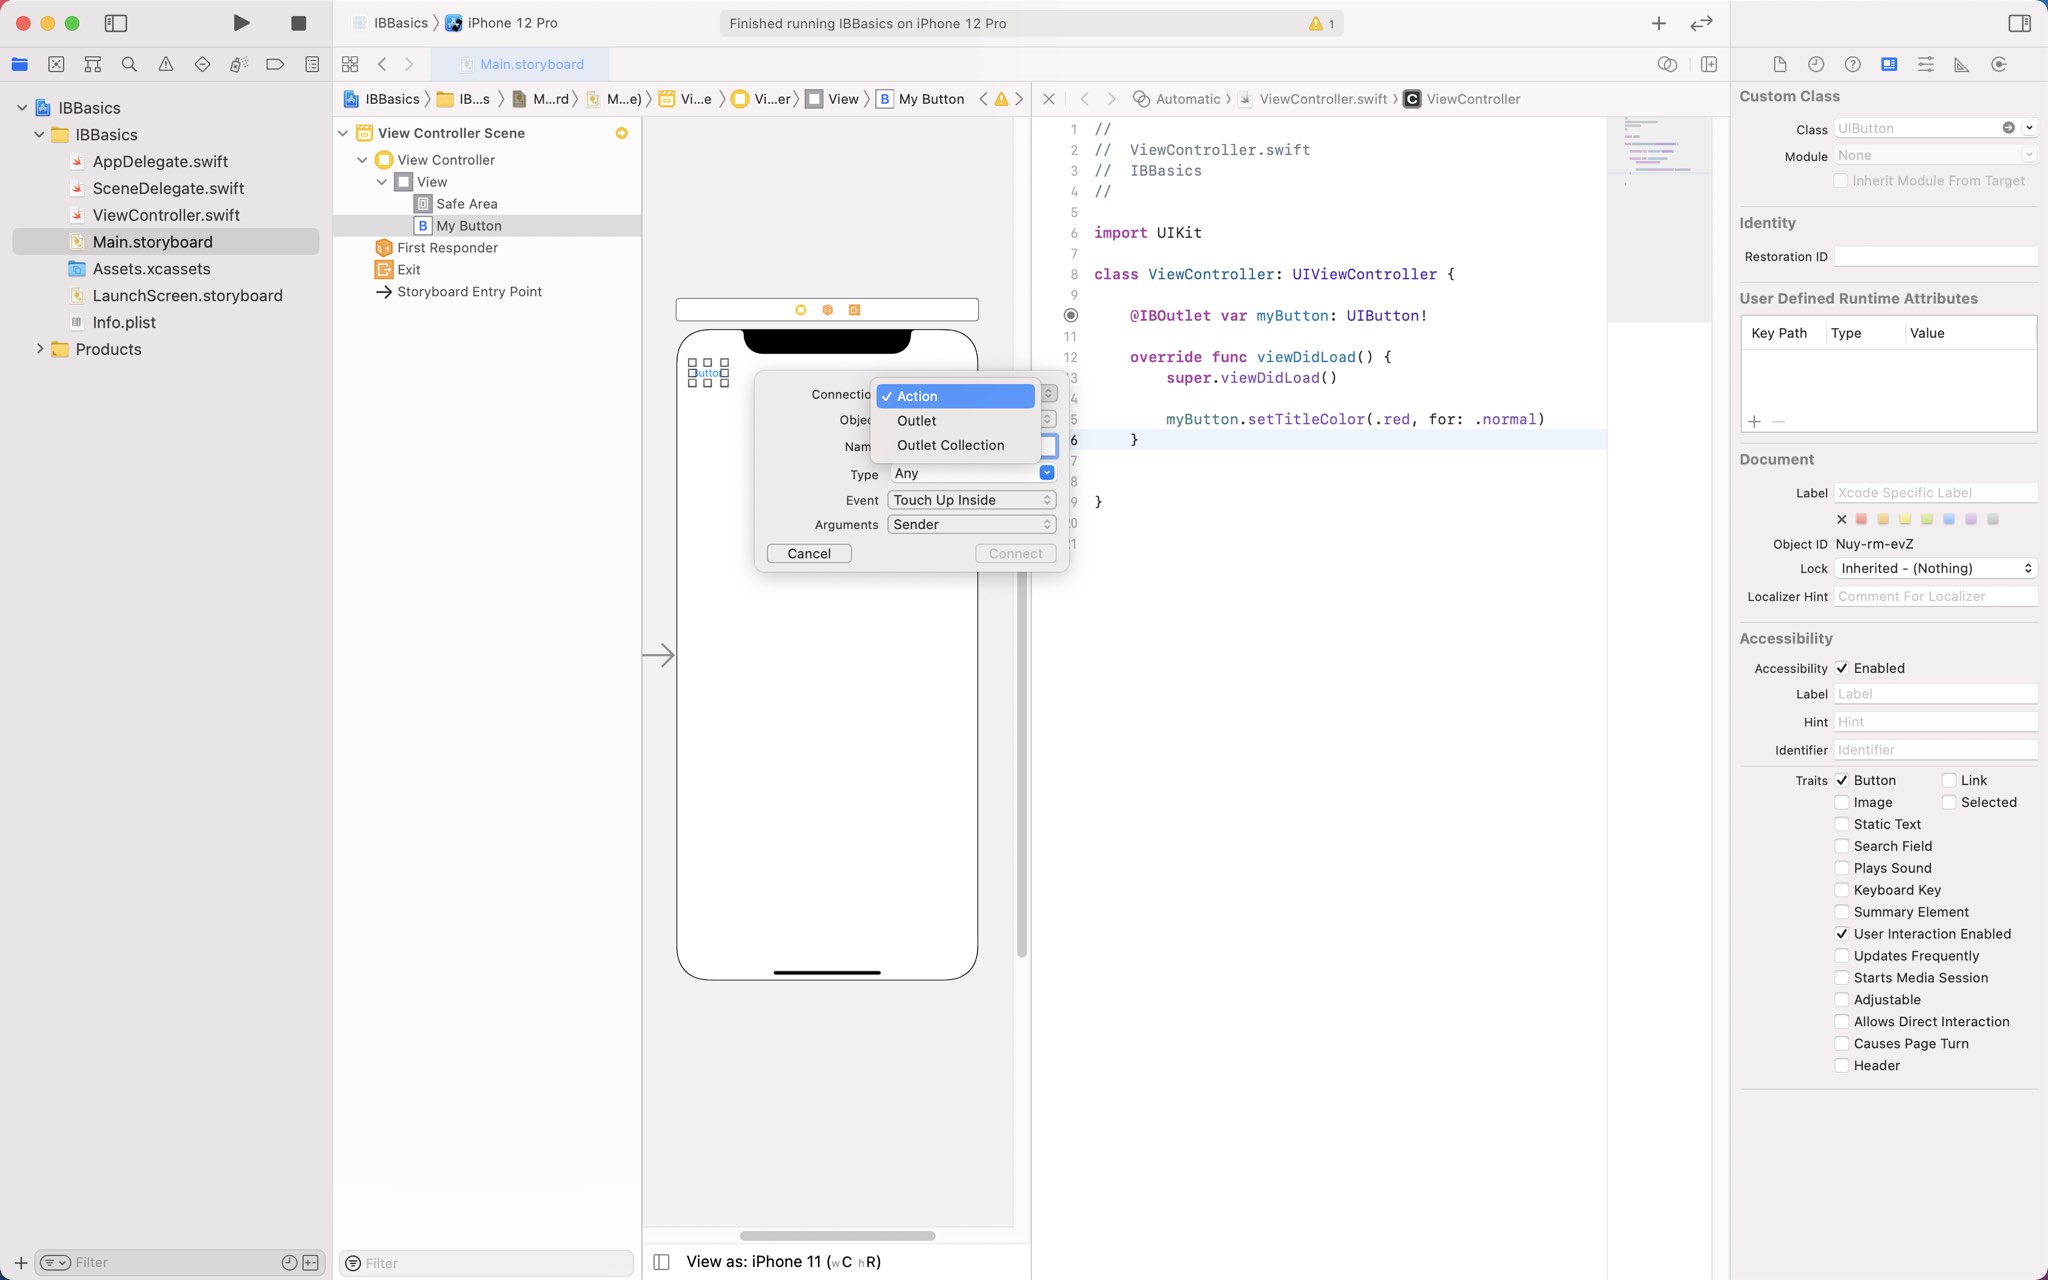 IBBasics
iPhone 12 Pro
Finished running IBBasics on iPhone 12 Pro
1
Main.storyboard
IBBasics
IBBasics
AppDelegate.swift
SceneDelegate.swift
ViewController.swift
Main.storyboard
Assets.xcassets
LaunchScreen.storyboard
Info.plist
Products
Filter
IBBasics
IB...s
M...rd
M...e)
Vi...e
Vi...er
View
B
My Button
View Controller Scene
View Controller
View
Safe Area
B My Button
First Responder
Exit
Storyboard Entry Point
Filter
View as: iPhone 11 (wC hR)
Connectio
Action
Outlet
Outlet Collection
Objec
Nam
Type Any
Event Touch Up Inside
Arguments Sender
Cancel
Connect
Automatic
ViewController.swift
C ViewController
1 //
2 //  ViewController.swift
3 //  IBBasics
4 //
5
6 import UIKit
7
8 class ViewController: UIViewController {
9
@IBOutlet var myButton: UIButton!
11
12 override func viewDidLoad() {
3 super.viewDidLoad()
4
5 myButton.setTitleColor(.red, for: .normal)
6 }
7
8
9 }
20
21
Custom Class
Class UIButton
Module None
Inherit Module From Target
Identity
Restoration ID
User Defined Runtime Attributes
Key Path Type Value
Document
Label Xcode Specific Label
Object ID Nuy-rm-evZ
Lock Inherited - (Nothing)
Localizer Hint Comment For Localizer
Accessibility
Accessibility Enabled
Label Label
Hint Hint
Identifier Identifier
Traits Button Link
Image Selected
Static Text
Search Field
Plays Sound
Keyboard Key
Summary Element
User Interaction Enabled
Updates Frequently
Starts Media Session
Adjustable
Allows Direct Interaction
Causes Page Turn
Header